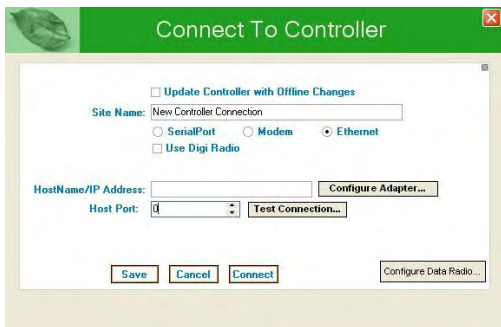 Connect To Controller
Update Controller with Offline Changes
Site Name: New Controller Connection
SerialPort Modem Ethernet
Use Digi Radio
HostName/IP Address: Configure Adapter...
Host Port: 0 Test Connection...
Save Cancel Connect Configure Data Radio...